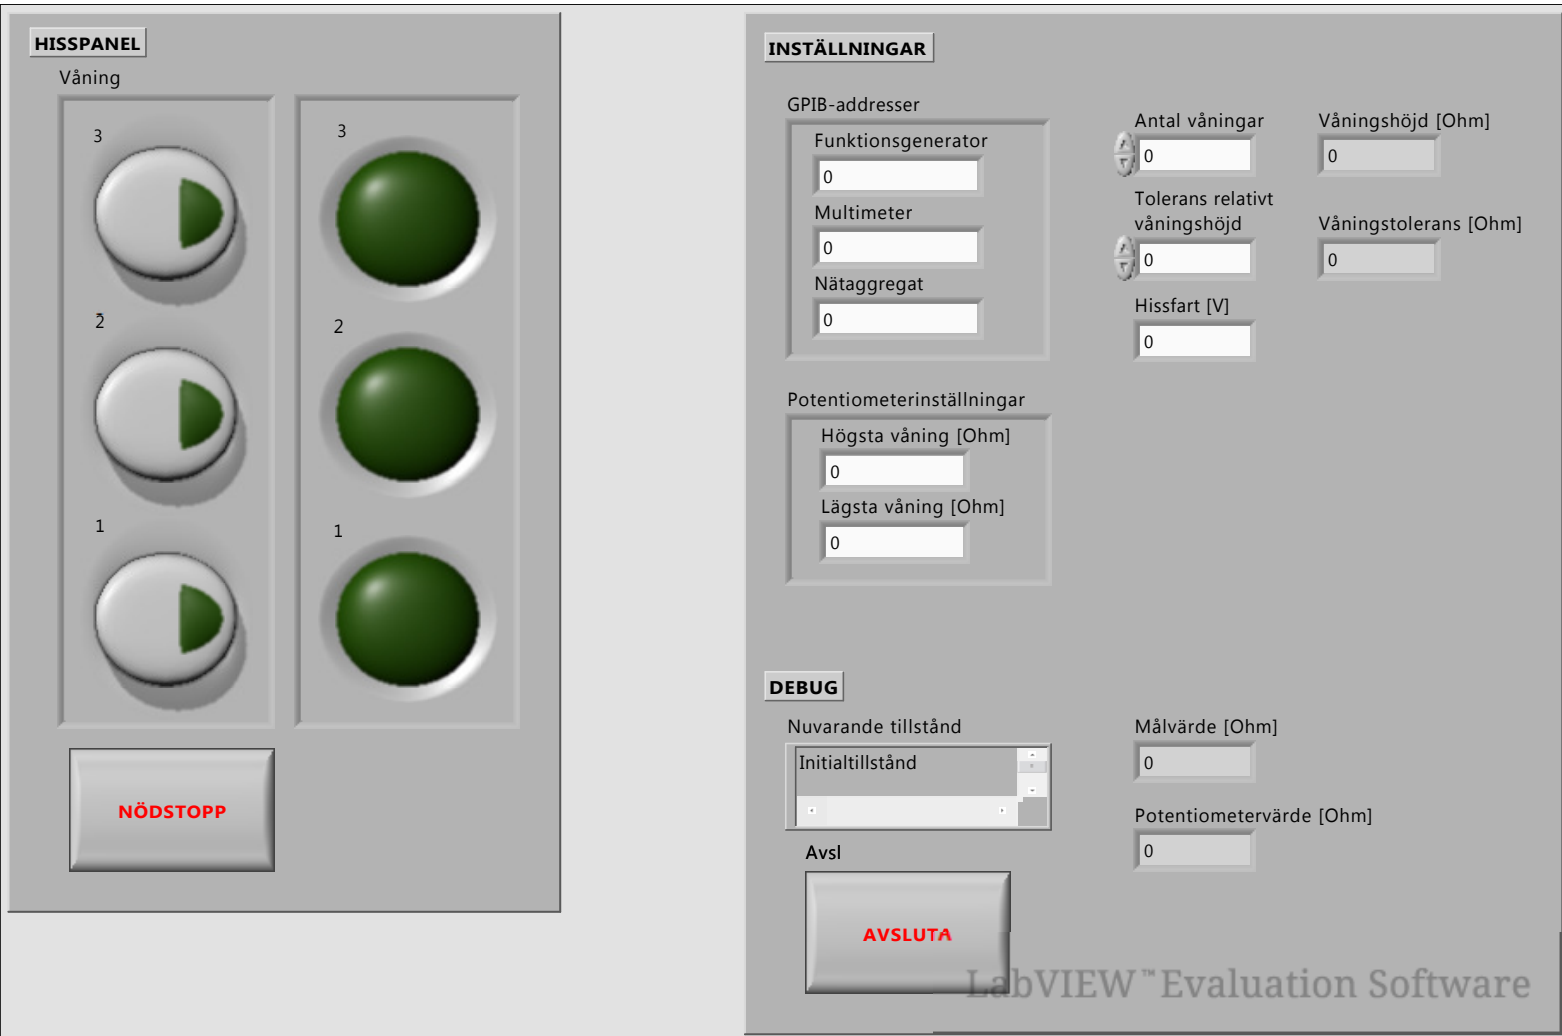 HISSPANEL
Våning
3
3
2
2
1
1
NÖDSTOPP
INSTÄLLNINGAR
GPIB-addresser
Funktionsgenerator
0
Multimeter
0
Nätaggregat
0
Antal våningar
0
Våningshöjd [Ohm]
0
Tolerans relativt
våningshöjd
0
Våningstolerans [Ohm]
0
Hissfart [V]
0
Potentiometerinställningar
Högsta våning [Ohm]
0
Lägsta våning [Ohm]
0
DEBUG
Nuvarande tillstånd
Initialtillstånd
Målvärde [Ohm]
0
Potentiometervärde [Ohm]
0
Avsl
AVSLUTA
LabVIEW™ Evaluation Software